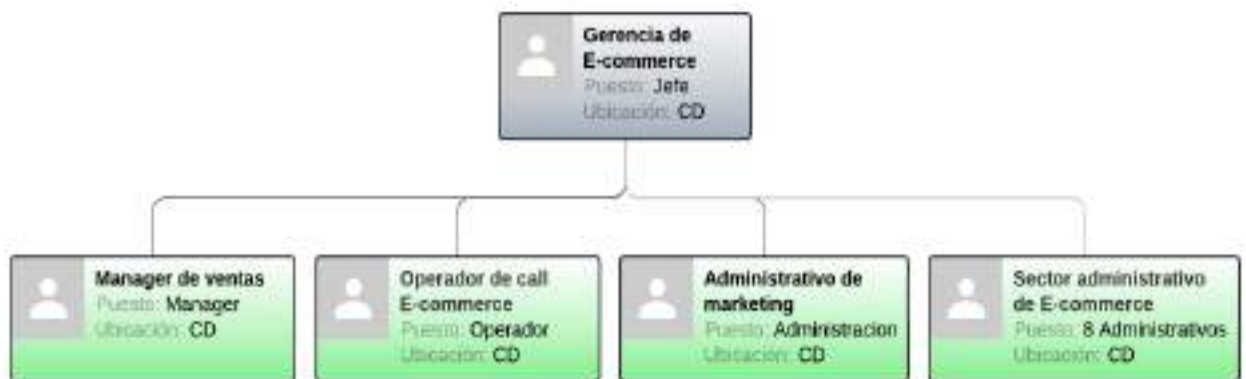 Gerencia de
E-commerce
Puesto: Jefe
Ubicación: CD
Manager de ventas
Puesto: Manager
Ubicación: CD
Operador de call
E-commerce
Puesto: Operador
Ubicación: CD
Administrativo de
marketing
Puesto: Administracion
Ubicación: CD
Sector administrativo
de E-commerce
Puesto: 8 Administrativos
Ubicación: CD